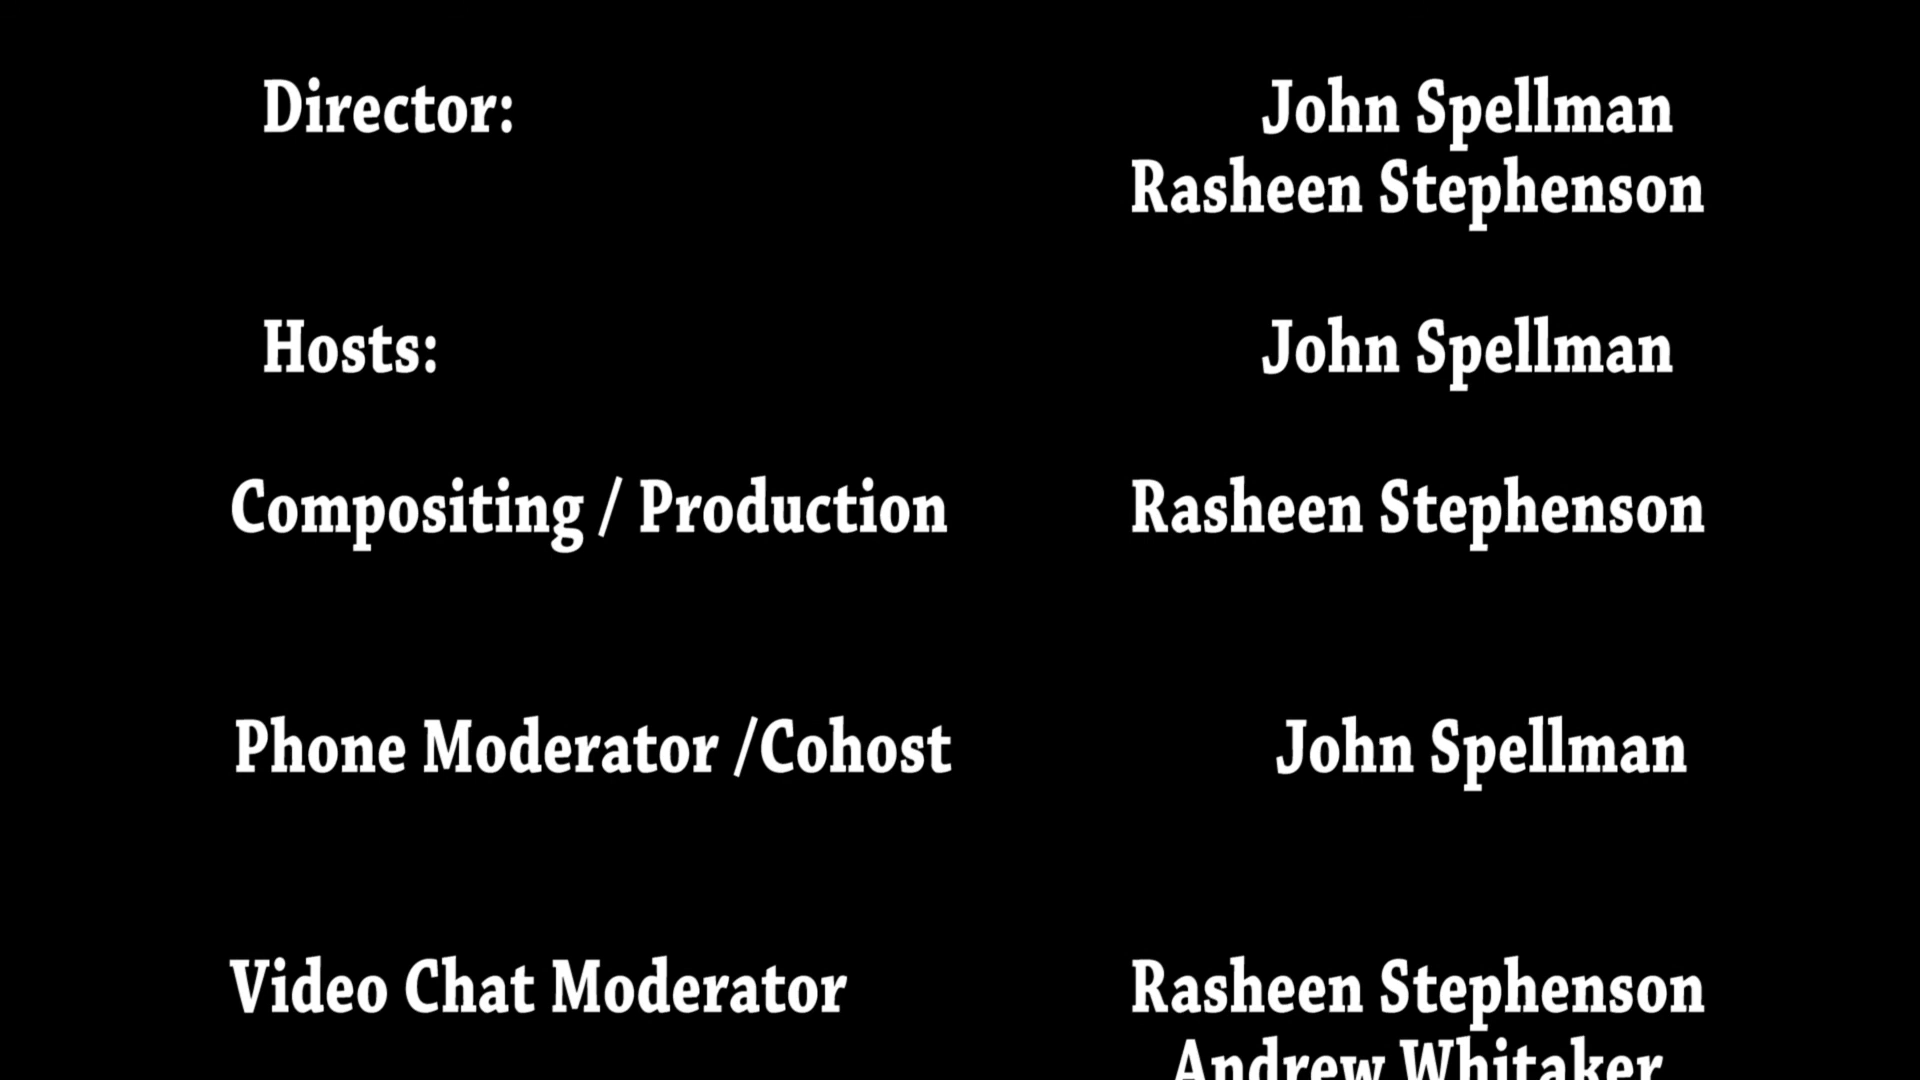 Director: John Spellman
Rasheen Stephenson
Hosts: John Spellman
Compositing / Production Rasheen Stephenson
Phone Moderator /Cohost John Spellman
Video Chat Moderator Rasheen Stephenson
Andrew Whitaker